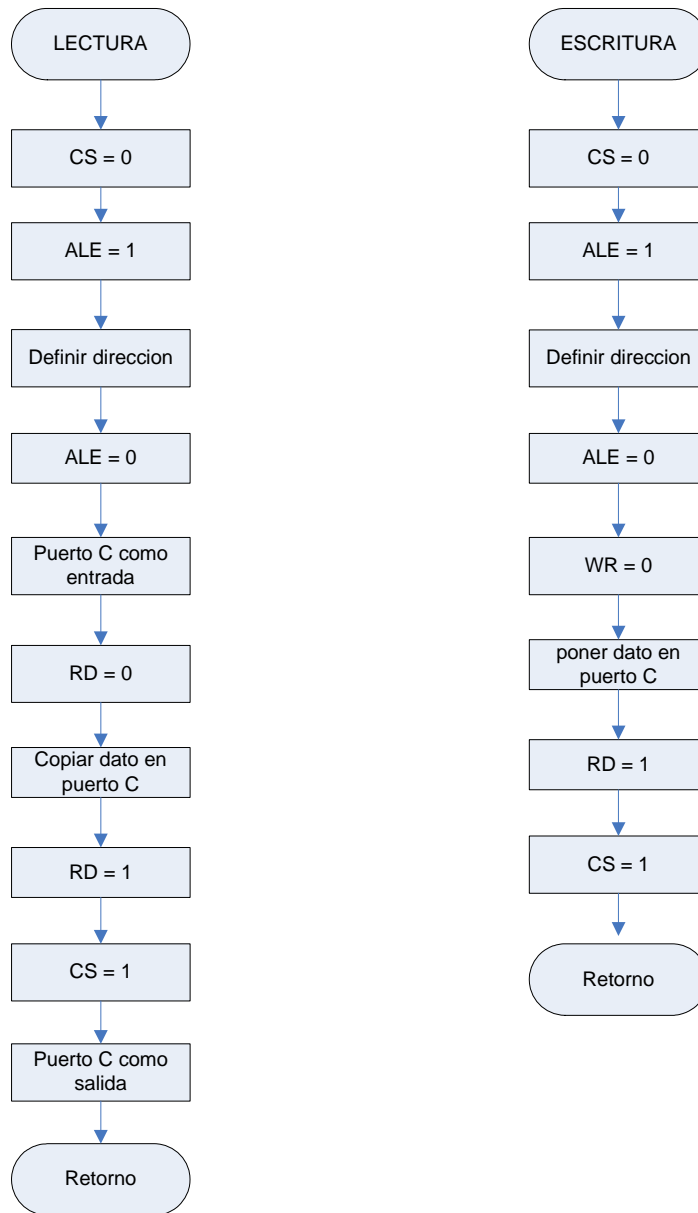 LECTURA
CS = 0
ALE = 1
Definir direccion
ALE = 0
Puerto C como
entrada
RD = 0
Copiar dato en
puerto C
RD = 1
CS = 1
Puerto C como
salida
Retorno
ESCRITURA
CS = 0
ALE = 1
Definir direccion
ALE = 0
WR = 0
poner dato en
puerto C
RD = 1
CS = 1
Retorno